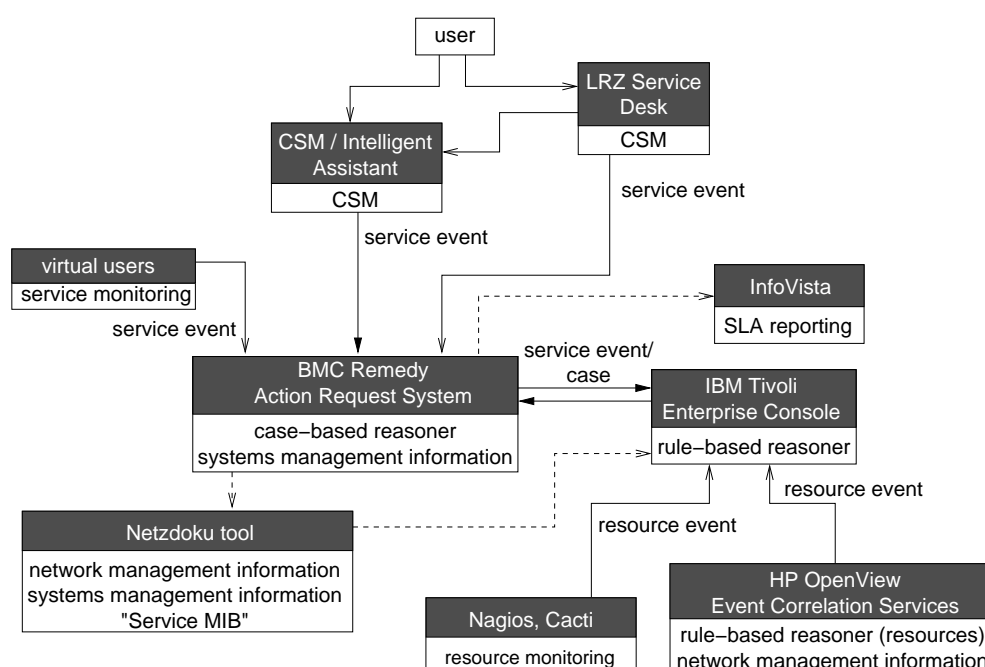 user
LRZ Service
Desk
CSM
CSM / Intelligent
Assistant
CSM
service event
service event
virtual users
service monitoring
service event
InfoVista
SLA reporting
BMC Remedy
Action Request System
case−based reasoner
systems management information
service event/
case
IBM Tivoli
Enterprise Console
rule−based reasoner
resource event
resource event
Netzdoku tool
network management information
systems management information
"Service MIB"
Nagios, Cacti
resource monitoring
HP OpenView
Event Correlation Services
rule−based reasoner (resources)
network management information